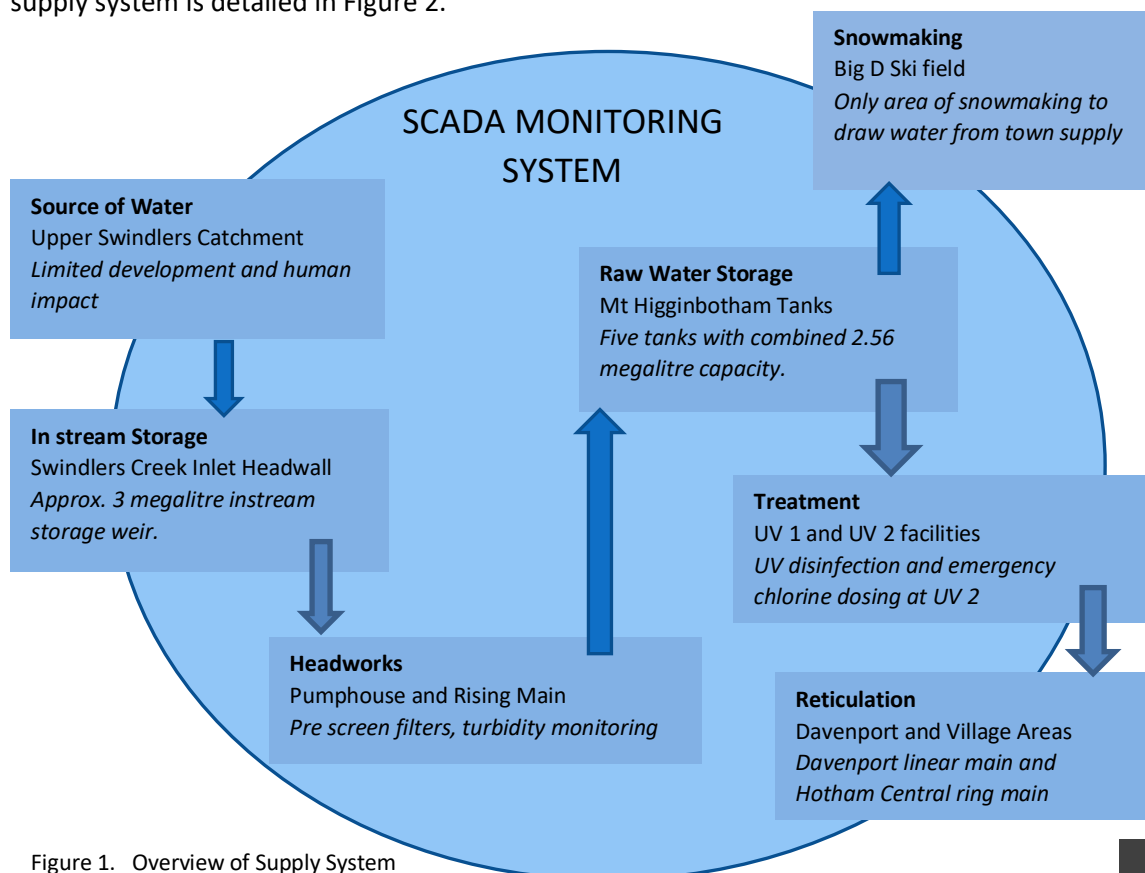 supply system is detailed in Figure 2.
SCADA MONITORING
SYSTEM
Snowmaking
Big D Ski field
Only area of snowmaking to
draw water from town supply
Source of Water
Upper Swindlers Catchment
Limited development and human
impact
Raw Water Storage
Mt Higginbotham Tanks
Five tanks with combined 2.56
megalitre capacity.
In stream Storage
Swindlers Creek Inlet Headwall
Approx. 3 megalitre instream
storage weir.
Treatment
UV 1 and UV 2 facilities
UV disinfection and emergency
chlorine dosing at UV 2
Headworks
Pumphouse and Rising Main
Pre screen filters, turbidity monitoring
Reticulation
Davenport and Village Areas
Davenport linear main and
Hotham Central ring main
Figure 1. Overview of Supply System